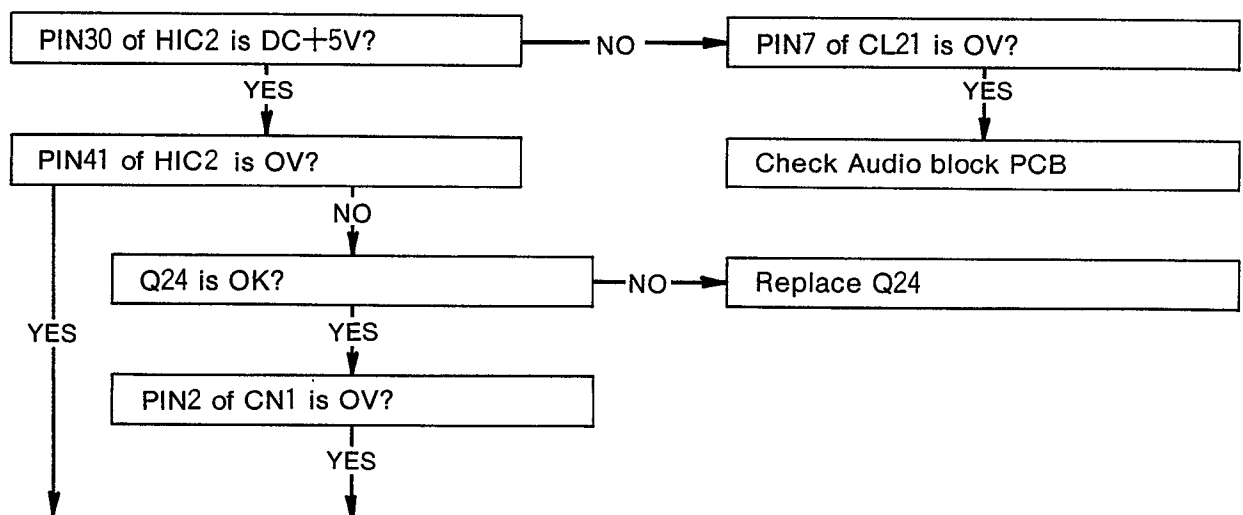 PIN30 of HIC2 is DC+5V?
NO
PIN7 of CL21 is OV?
YES
YES
PIN41 of HIC2 is OV?
Check Audio block PCB
NO
Q24 is OK?
NO
Replace Q24
YES
YES
PIN2 of CN1 is OV?
YES